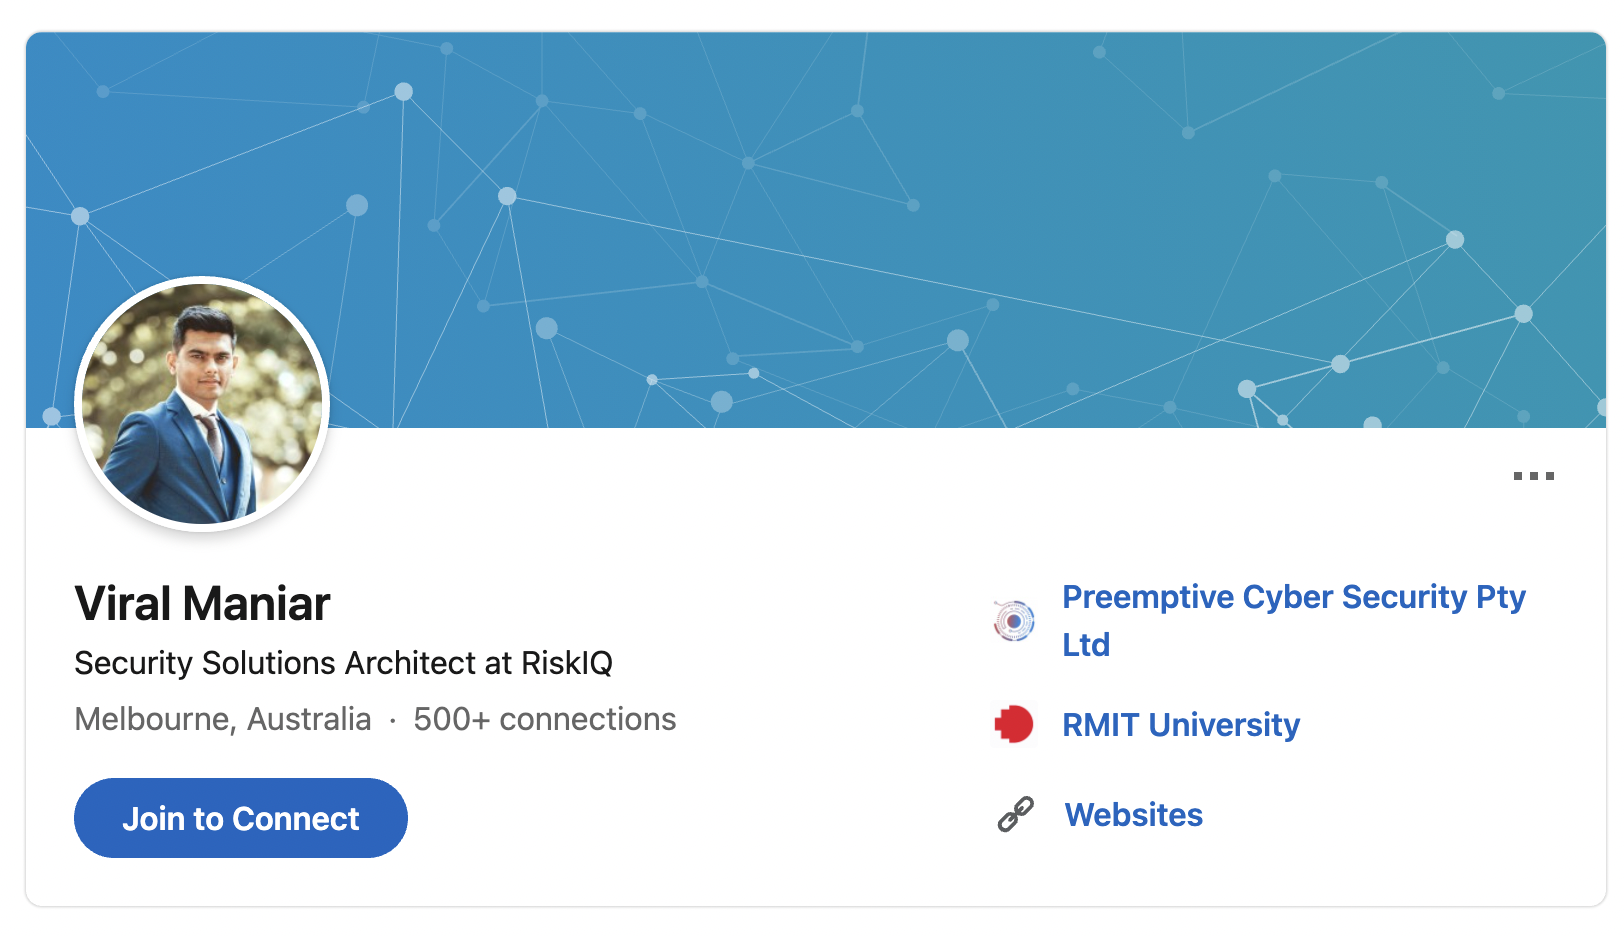 Viral Maniar
Security Solutions Architect at RiskIQ
Melbourne, Australia · 500+ connections
Join to Connect
Preemptive Cyber Security Pty
Ltd
RMIT University
Websites